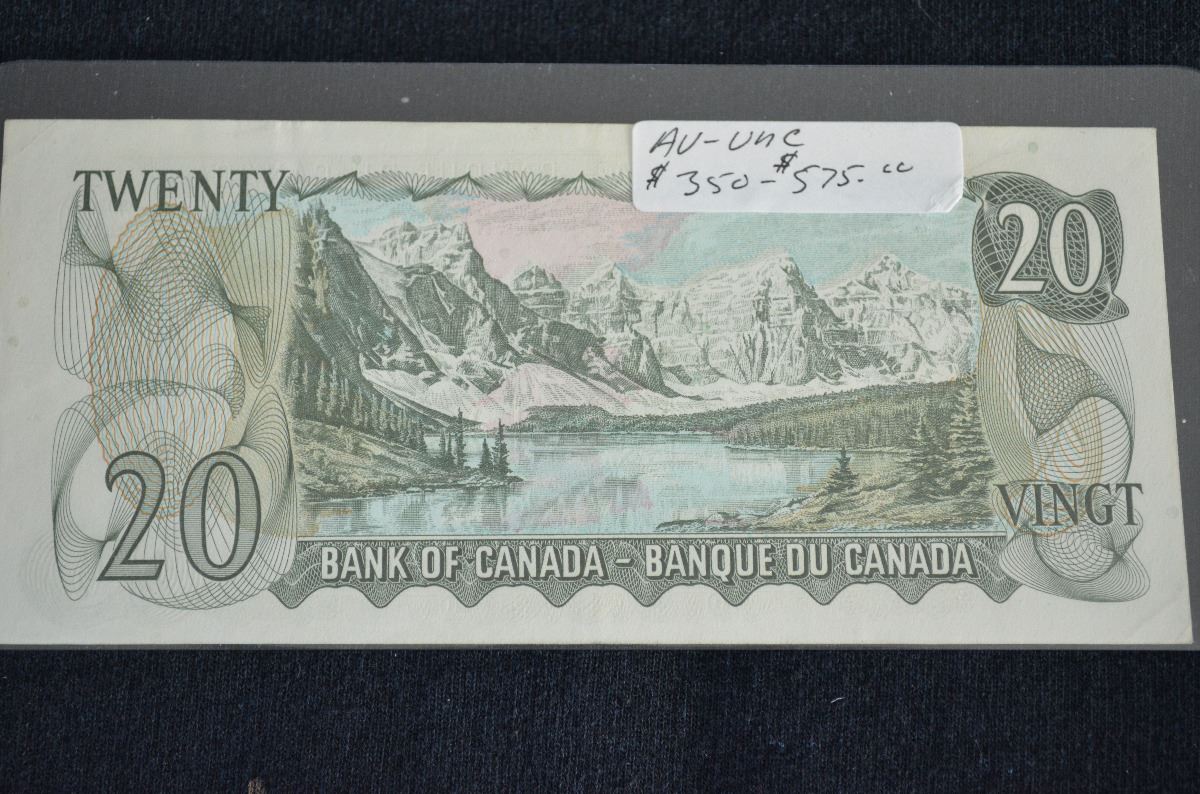 AU-UNC
$350-$575.00
TWENTY
20
20
VINGT
BANK OF CANADA - BANQUE DU CANADA